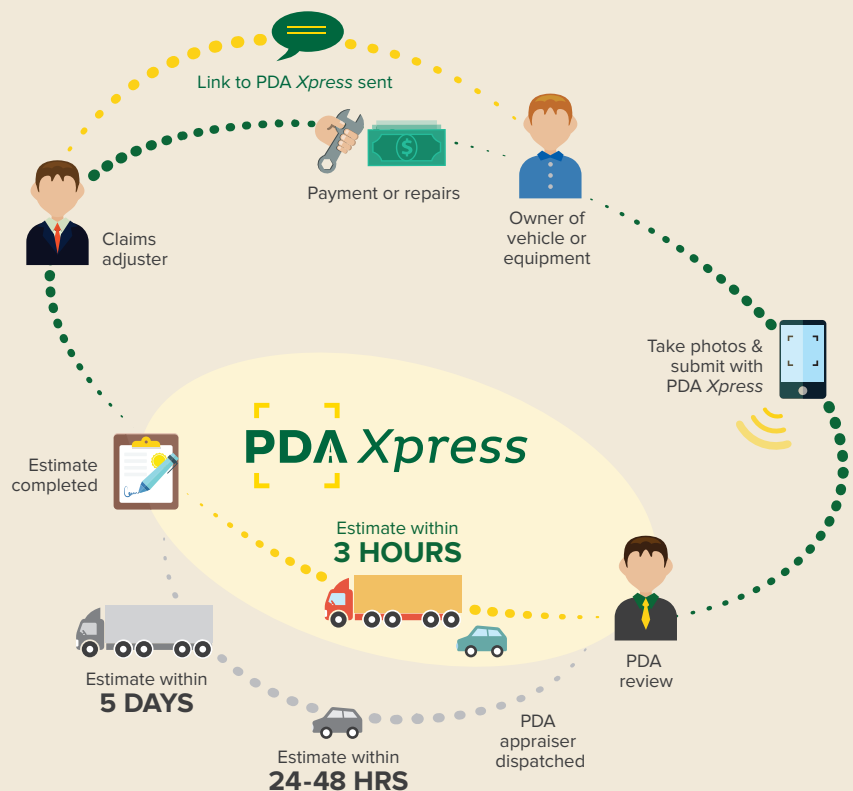 Link to PDA Xpress sent
Payment or repairs
Claims
adjuster
Owner of
vehicle or
equipment
Take photos &
submit with
PDA Xpress
PDA Xpress
Estimate
completed
Estimate within
3 HOURS
$
PDA
review
Estimate within
5 DAYS
PDA
appraiser
dispatched
Estimate within
24-48 HRS